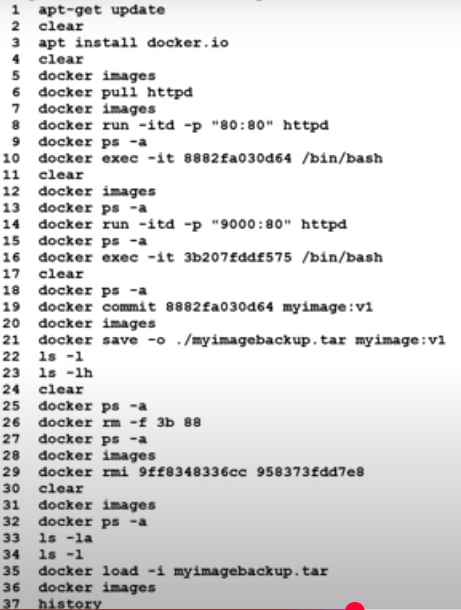 1 apt-get update
2 clear
3 apt install docker.io
4 clear
5 docker images
6 docker pull httpd
7 docker images
8 docker run -itd -p "80:80" httpd
9 docker ps -a
10 docker exec -it 8882fa030d64 /bin/bash
11 clear
12 docker images
13 docker ps -a
14 docker run -itd -p "9000:80" httpd
15 docker ps -a
16 docker exec -it 3b207fddf575 /bin/bash
17 clear
18 docker ps -a
19 docker commit 8882fa030d64 myimage:v1
20 docker images
21 docker save -o ./myimagebackup.tar myimage:v1
22 ls -l
23 ls -lh
24 clear
25 docker ps -a
26 docker rm -f 3b 88
27 docker ps -a
28 docker images
29 docker rmi 9ff8348336cc 958373fdd7e8
30 clear
31 docker images
32 docker ps -a
33 ls -la
34 ls -l
35 docker load -i myimagebackup.tar
36 docker images
37 history